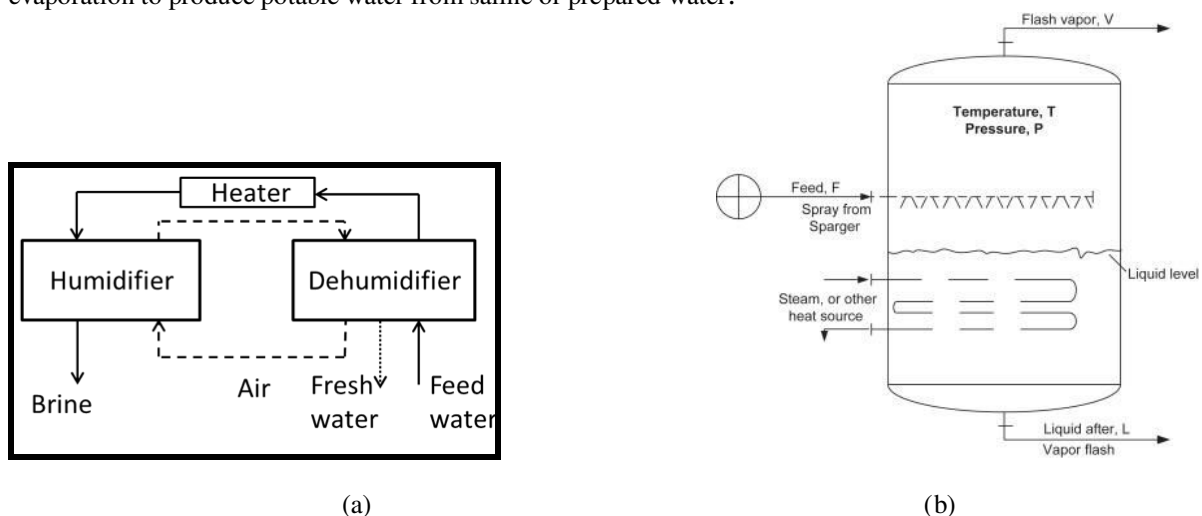 evaporation to produce potable water from saline or prepared water.
Heater
Humidifier
Dehumidifier
Air
Brine
Fresh
water
Feed
water
(a)
Flash vapor, V
Temperature, T
Pressure, P
Feed, F
Spray from
Sparger
Liquid level
Steam, or other
heat source
Liquid after, L
Vapor flash
(b)